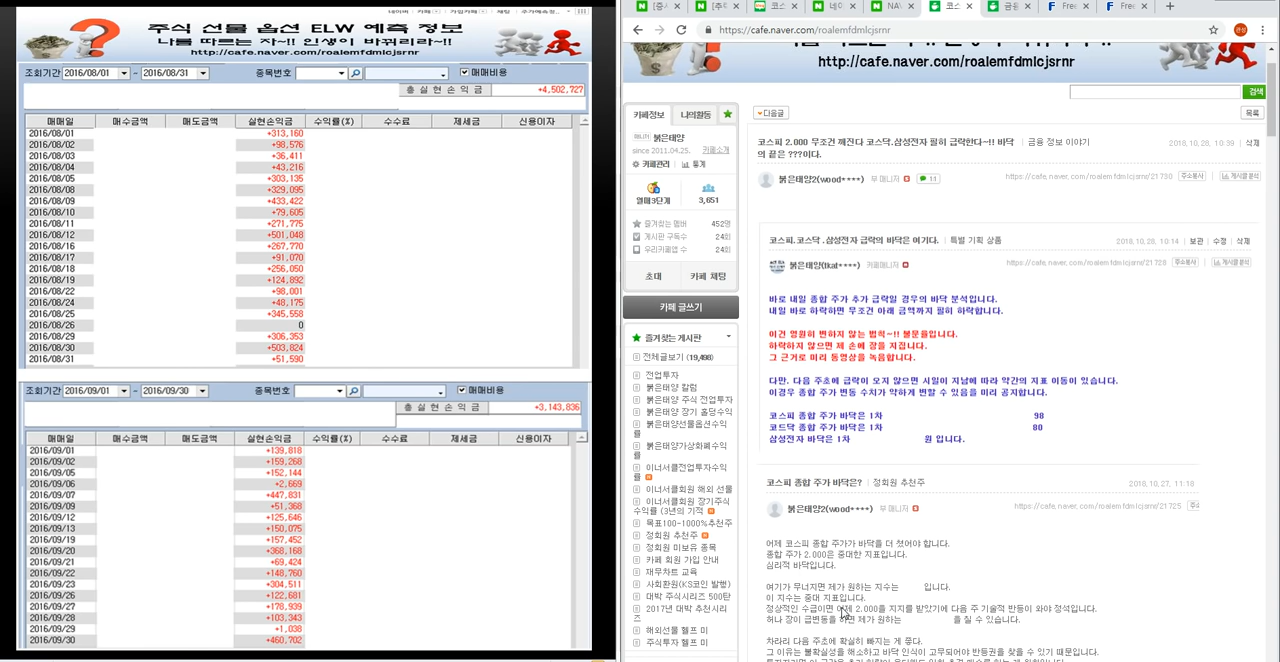 주식 선물 옵션 ELW 예측 정보
나를 따르는 자~!! 인생이 바뀌리라~!!
http://cafe.naver.com/roalemfdmlcjsrnr
조회기간 2016/08/01 - 2016/08/31 종목번호 매매비용
총 실 현 손 익 금 +4,502,727
매매일 매수금액 매도금액 실현손익금 수익률(%) 수수료 제세금 신용이자
2016/08/01 +313,160
2016/08/02 +98,576
2016/08/03 +36,411
2016/08/04 +43,216
2016/08/05 +303,135
2016/08/08 +329,095
2016/08/09 +433,422
2016/08/10 +79,605
2016/08/11 +271,775
2016/08/12 +501,048
2016/08/16 +267,770
2016/08/17 +91,070
2016/08/18 +256,050
2016/08/19 +124,892
2016/08/22 +98,001
2016/08/24 +48,175
2016/08/25 +345,558
2016/08/26 0
2016/08/29 +306,353
2016/08/30 +503,824
2016/08/31 +51,590
조회기간 2016/09/01 - 2016/09/30 종목번호 매매비용
총 실 현 손 익 금 +3,143,836
매매일 매수금액 매도금액 실현손익금 수익률(%) 수수료 제세금 신용이자
2016/09/01 +139,818
2016/09/02 +159,268
2016/09/05 +152,144
2016/09/06 +2,669
2016/09/07 +447,831
2016/09/09 +51,368
2016/09/12 +125,646
2016/09/13 +150,075
2016/09/19 +157,452
2016/09/20 +368,168
2016/09/21 +69,424
2016/09/22 +148,760
2016/09/23 +304,511
2016/09/26 +122,681
2016/09/27 +178,939
2016/09/28 +103,343
2016/09/29 +1,038
2016/09/30 +460,702
https://cafe.naver.com/roalemfdmlcjsrnr
http://cafe.naver.com/roalemfdmlcjsrnr
검색
카페정보 나의활동
붉은태양
since 2011.04.25. 카페소개
카페관리 통계
열매3단계 3,651
즐겨찾는 멤버 452명
게시판 구독수 24회
우리카페앱 수 24회
초대 카페 채팅
카페 글쓰기
즐겨찾는 게시판
전체글보기 (19,498)
전업투자
붉은태양 칼럼
붉은태양 주식 전업투자
붉은태양 장기 홀딩수익
붉은태양선물옵션수익률
붉은태양가상화폐수익률
이너서클전업투자수익률
이너서클회원 해외 선물
이너서클회원 장기주식수익률 (3년의 기적
목표100-1000%추천주
정회원 추천주
정회원 미보유 종목
카페 회원 가입 안내
재무차트 교육
사회환원(KS코인 발행)
대박 주식시리즈 500탄
2017년 대박 추천시리즈
해외선물 헬프 미
주식투자 헬프 미
다음글 목록
코스피 2.000 무조건 깨진다 코스닥.삼성전자 필히 급락한다~!! 바닥의 끝은 ???이다. 금융 정보 이야기 2016.10.28. 10:39 삭제
붉은태양2(wood****) 부매니저 11 https://cafe.naver.com/roalemfdmlcjsrnr/21730 주소복사 게시글분석
코스피.코스닥 .삼성전자 급락의 바닥은 여기다. 특별 기획 상품 2016.10.28. 10:14 보관 수정 삭제
붉은태양(tkat****) 카페매니저 https://cafe.naver.com/roalemfdmlcjsrnr/21728 주소복사 게시글분석
바로 내일 종합 주가 추가 급락일 경우의 바닥 분석입니다.
내일 바로 하락하면 무조건 아래 금액까지 필히 하락합니다.
이건 영원히 변하지 않는 법칙~!! 불문율입니다.
하락하지 않으면 제 손에 장을 지집니다.
그 근거로 미리 동영상을 녹음합니다.
다만. 다음 주초에 급락이 오지 않으면 시일이 지남에 따라 약간의 지표 이동이 있습니다.
이경우 종합 주가 변동 수치가 약하게 변할 수 있음을 미리 공지합니다.
코스피 종합 주가 바닥은 1차 98
코드닥 종합 주가 바닥은 1차 80
삼성전자 바닥은 1차 원 입니다.
코스피 종합 주가 바닥은? 정회원 추천주 2016.10.27. 11:10
붉은태양2(wood****) 부매니저 https://cafe.naver.com/roalemfdmlcjsrnr/21725
어제 코스피 종합 주가가 바닥을 더 쳣어야 합니다.
종합 주가 2.000은 중대한 지표입니다.
심리적 바닥입니다.
여기가 무너지면 제가 원하는 지수는 입니다.
이 지수는 중대 지표입니다.
정상적인 수급이면 어제 2.000을 지지를 받았기에 다음 주 기술적 반등이 와야 정석입니다.
허나 장이 급변동을 하면 제가 원하는 을 칠 수 있습니다.
차라리 다음 주초에 확실히 빠지는 게 좋다.
그 이유는 불확실성을 해소하고 바닥 인식이 고무되어야 반등권을 찾을 수 있기 때문입니다.